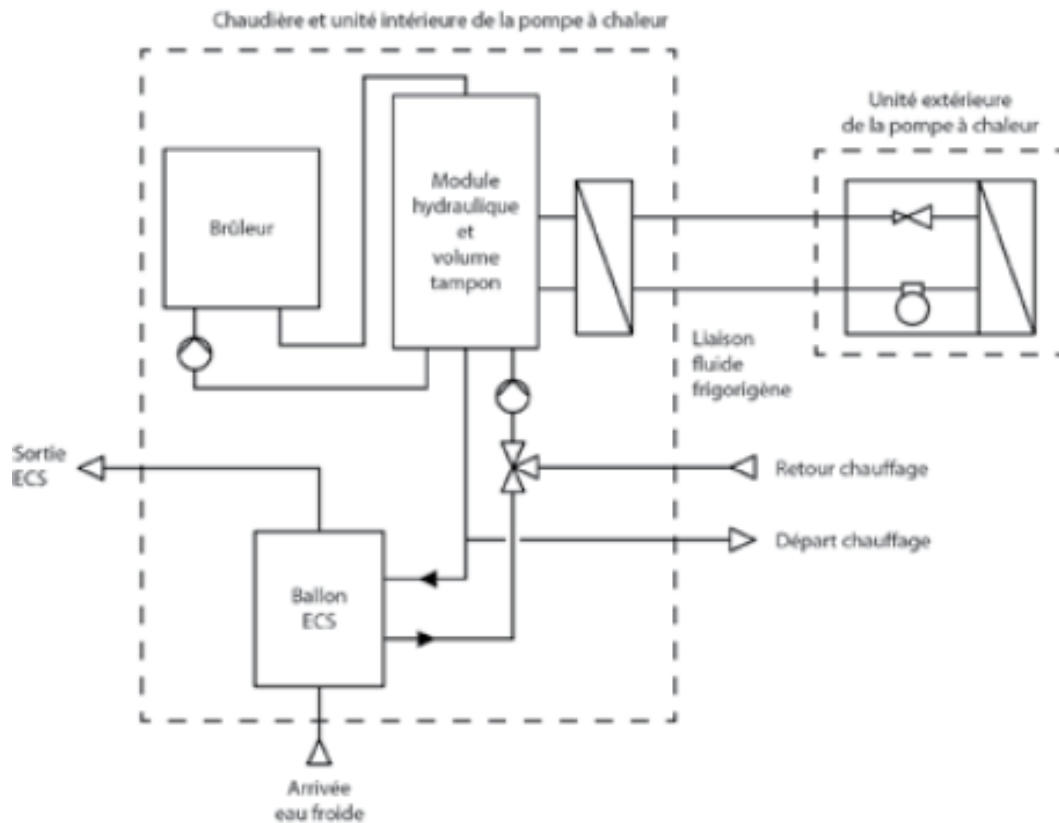 Chaudière et unité intérieure de la pompe à chaleur
Unité extérieure
de la pompe à chaleur
Module
hydraulique
et
volume
tampon
Brûleur
Liaison
fluide
frigorigène
Sortie
ECS
Retour chauffage
Départ chauffage
Ballon
ECS
Arrivée
eau froide